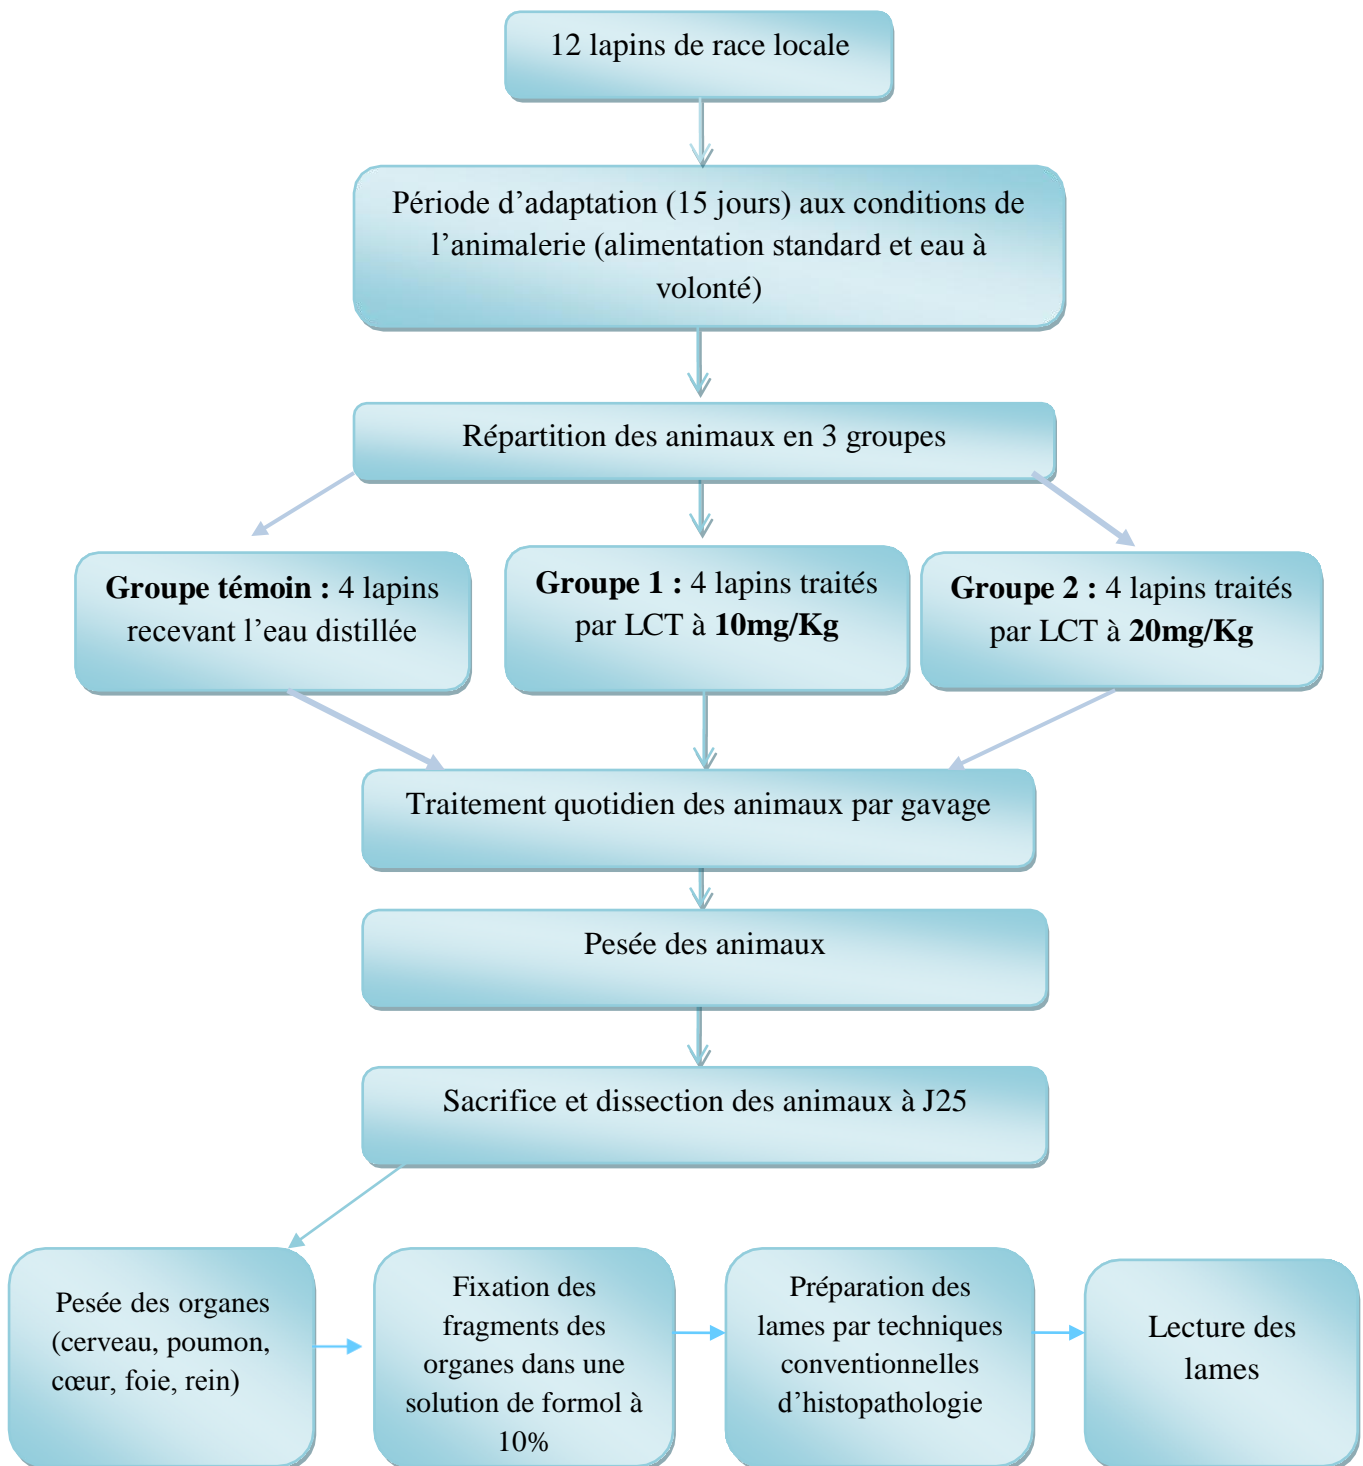 12 lapins de race locale
Période d’adaptation (15 jours) aux conditions de
l’animalerie (alimentation standard et eau à
volonté)
Répartition des animaux en 3 groupes
Groupe témoin : 4 lapins
recevant l’eau distillée
Groupe 1 : 4 lapins traités
par LCT à 10mg/Kg
Groupe 2 : 4 lapins traités
par LCT à 20mg/Kg
Traitement quotidien des animaux par gavage
Pesée des animaux
Sacrifice et dissection des animaux à J25
Pesée des organes
(cerveau, poumon,
cœur, foie, rein)
Fixation des
fragments des
organes dans une
solution de formol à
10%
Préparation des
lames par techniques
conventionnelles
d’histopathologie
Lecture des
lames